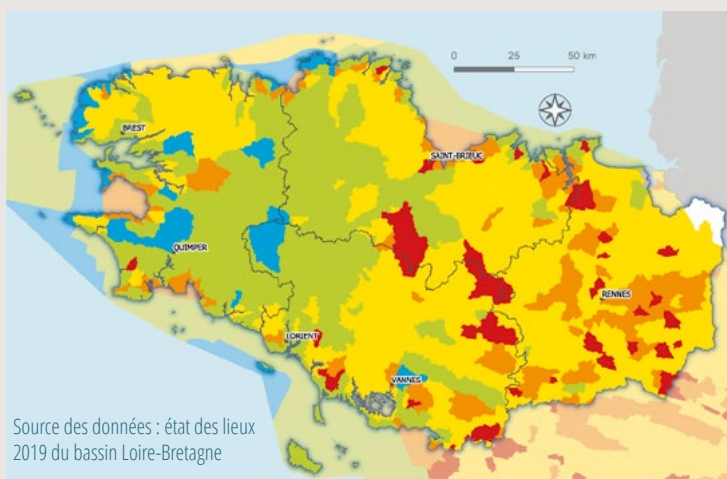 0 25 50 km
BREST
SAINT-BRIEUC
QUIMPER
RENNES
LORIENT
VANNES
Source des données : état des lieux
2019 du bassin Loire-Bretagne